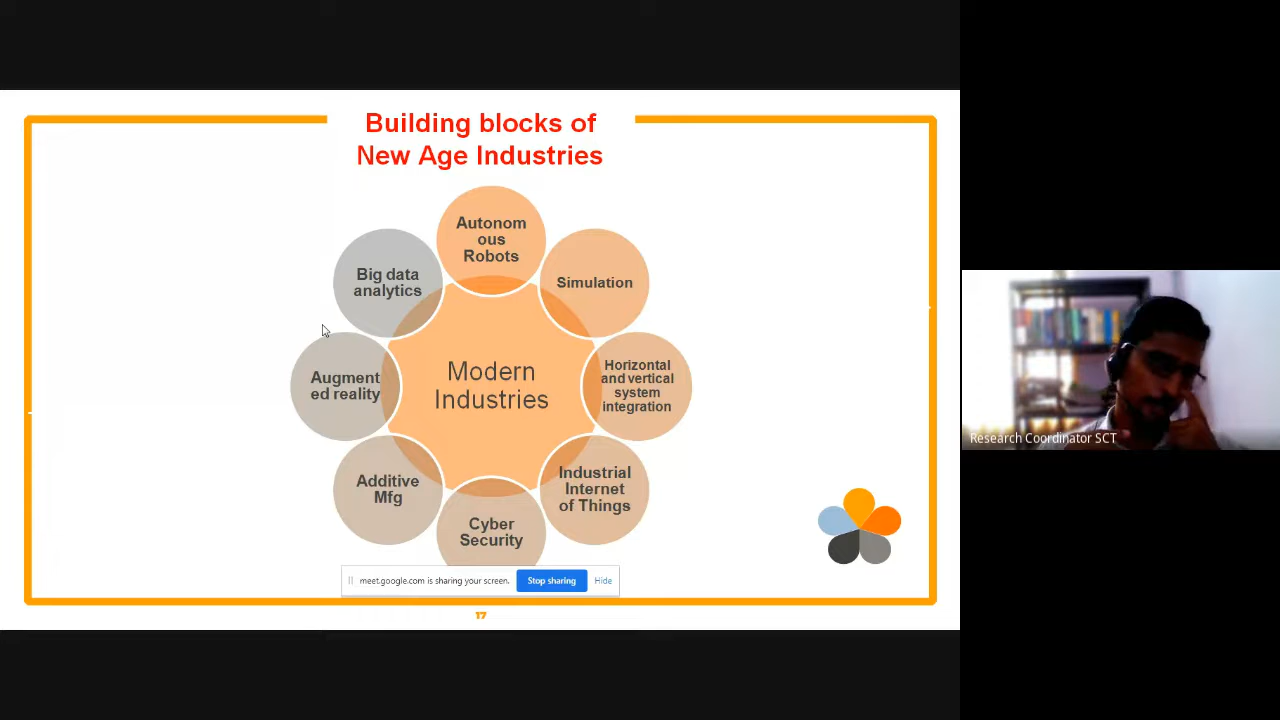 Building blocks of
New Age Industries
Autonom
ous
Robots
Simulation
Horizontal
and vertical
system
integration
Industrial
Internet
of Things
Cyber
Security
Additive
Mfg
Augment
ed reality
Big data
analytics
Modern
Industries
meet.google.com is sharing your screen.
Stop sharing
Hide
17
Research Coordinator SCT